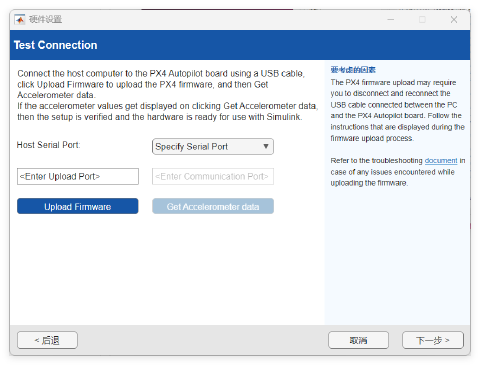 硬件设置
Test Connection
Connect the host computer to the PX4 Autopilot board using a USB cable,
click Upload Firmware to upload the PX4 firmware, and then Get
Accelerometer data.
If the accelerometer values get displayed on clicking Get Accelerometer data,
then the setup is verified and the hardware is ready for use with Simulink.
Host Serial Port:
Specify Serial Port
<Enter Upload Port>
<Enter Communication Port>
Upload Firmware
Get Accelerometer data
要考虑的因素
The PX4 firmware upload may require
you to disconnect and reconnect the
USB cable connected between the PC
and the PX4 Autopilot board. Follow the
instructions that are displayed during the
firmware upload process.
Refer to the troubleshooting document in
case of any issues encountered while
uploading the firmware.
< 后退
取消
下一步 >